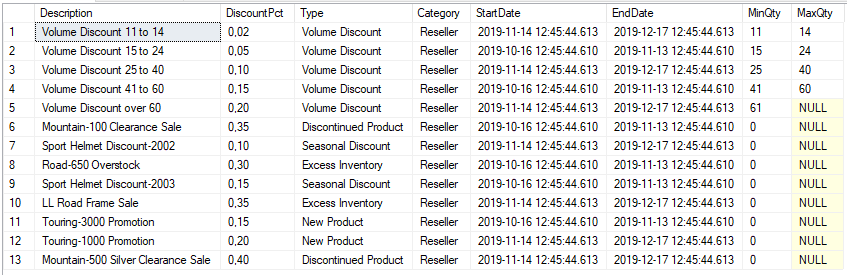 Description DiscountPct Type Category StartDate EndDate MinQty MaxQty
1 Volume Discount 11 to 14 0,02 Volume Discount Reseller 2019-11-14 12:45:44.613 2019-12-17 12:45:44.613 11 14
2 Volume Discount 15 to 24 0,05 Volume Discount Reseller 2019-10-16 12:45:44.610 2019-11-13 12:45:44.610 15 24
3 Volume Discount 25 to 40 0,10 Volume Discount Reseller 2019-11-14 12:45:44.613 2019-12-17 12:45:44.613 25 40
4 Volume Discount 41 to 60 0,15 Volume Discount Reseller 2019-10-16 12:45:44.610 2019-11-13 12:45:44.610 41 60
5 Volume Discount over 60 0,20 Volume Discount Reseller 2019-11-14 12:45:44.613 2019-12-17 12:45:44.613 61 NULL
6 Mountain-100 Clearance Sale 0,35 Discontinued Product Reseller 2019-10-16 12:45:44.610 2019-11-13 12:45:44.610 0 NULL
7 Sport Helmet Discount-2002 0,10 Seasonal Discount Reseller 2019-11-14 12:45:44.613 2019-12-17 12:45:44.613 0 NULL
8 Road-650 Overstock 0,30 Excess Inventory Reseller 2019-10-16 12:45:44.610 2019-11-13 12:45:44.610 0 NULL
9 Sport Helmet Discount-2003 0,15 Seasonal Discount Reseller 2019-10-16 12:45:44.610 2019-11-13 12:45:44.610 0 NULL
10 LL Road Frame Sale 0,35 Excess Inventory Reseller 2019-11-14 12:45:44.613 2019-12-17 12:45:44.613 0 NULL
11 Touring-3000 Promotion 0,15 New Product Reseller 2019-10-16 12:45:44.610 2019-11-13 12:45:44.610 0 NULL
12 Touring-1000 Promotion 0,20 New Product Reseller 2019-11-14 12:45:44.613 2019-12-17 12:45:44.613 0 NULL
13 Mountain-500 Silver Clearance Sale 0,40 Discontinued Product Reseller 2019-11-14 12:45:44.613 2019-12-17 12:45:44.613 0 NULL